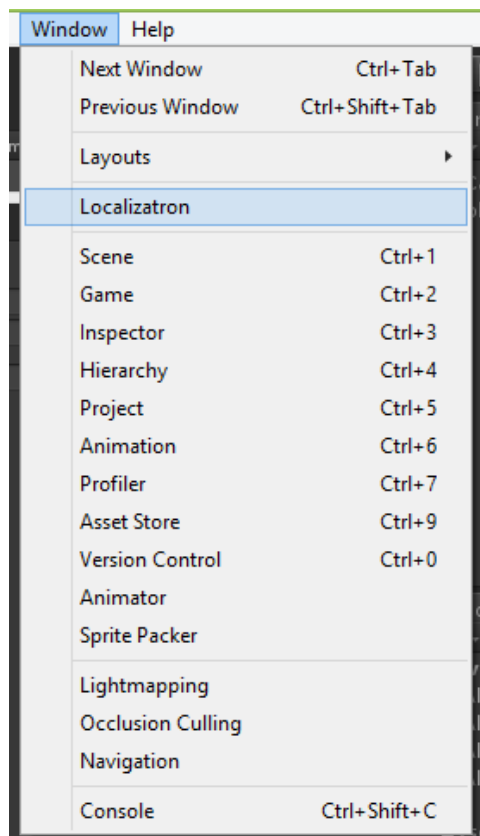 Window Help
Next Window Ctrl+Tab
Previous Window Ctrl+Shift+Tab
Layouts
Localizatron
Scene Ctrl+1
Game Ctrl+2
Inspector Ctrl+3
Hierarchy Ctrl+4
Project Ctrl+5
Animation Ctrl+6
Profiler Ctrl+7
Asset Store Ctrl+9
Version Control Ctrl+0
Animator
Sprite Packer
Lightmapping
Occlusion Culling
Navigation
Console Ctrl+Shift+C